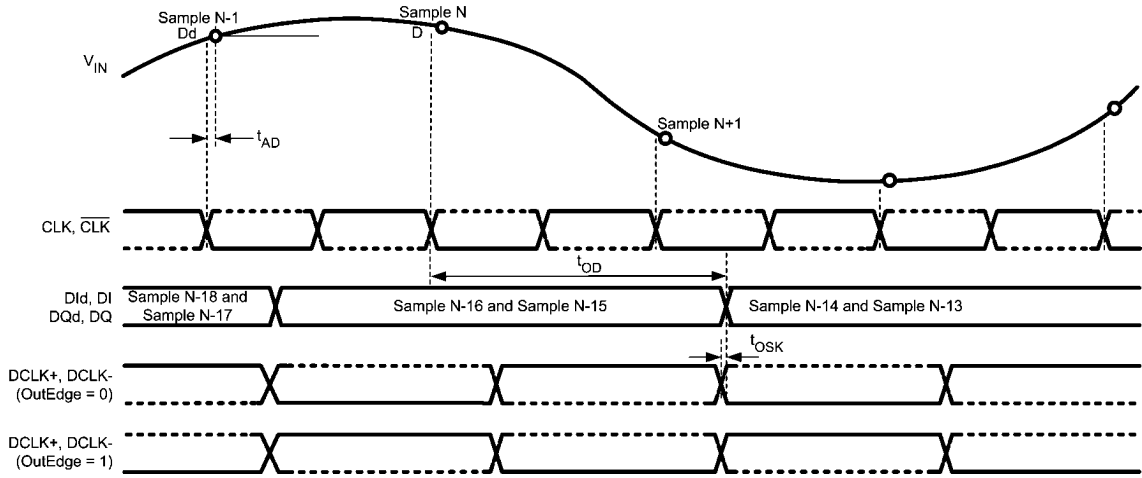 Sample N-1
Dd
Sample N
D
V_IN
Sample N+1
t_AD
CLK, C̅L̅K̅
t_OD
DId, DI
DQd, DQ
Sample N-18 and
Sample N-17
Sample N-16 and Sample N-15
Sample N-14 and Sample N-13
t_OSK
DCLK+, DCLK-
(OutEdge = 0)
DCLK+, DCLK-
(OutEdge = 1)